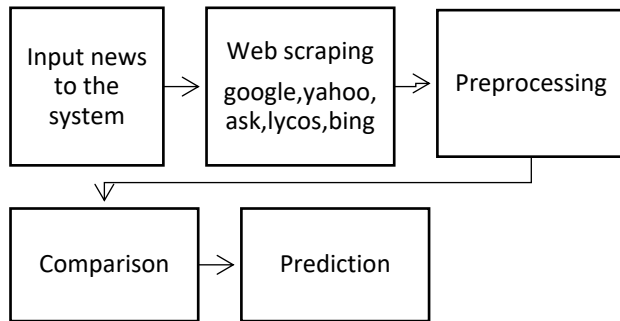 Input news
to the
system
Web scraping
google,yahoo,
ask,lycos,bing
Preprocessing
Comparison
Prediction